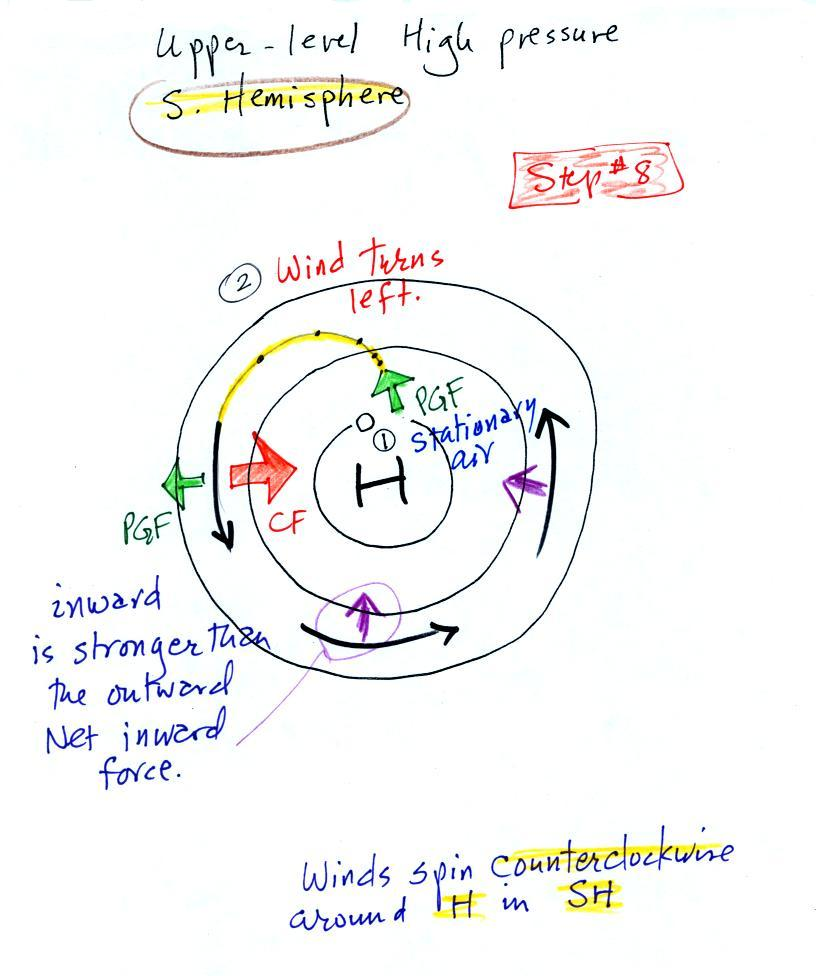 Upper-level High pressure
S. Hemisphere
Step #8
② Wind turns
left.
PGF
① Stationary
air
H
PGF
CF
inward
is stronger than
the outward
Net inward
force.
Winds spin counterclockwise
around H in SH